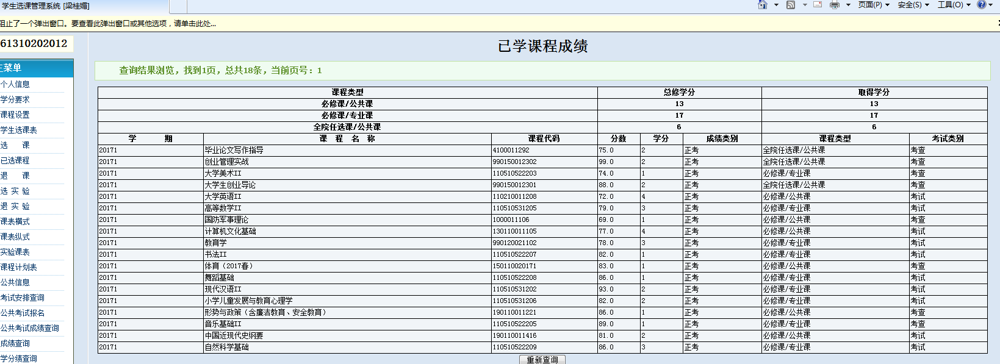 学生选课管理系统 [梁桂媚]
页面(P) 安全(S) 工具(O)
阻止了一个弹出窗口。要查看此弹出窗口或其他选项，请单击此处...
61310202012
主菜单
个人信息
学分要求
课程设置
学生选课表
选 课
已选课程
退 课
选 实 验
退 实 验
课表横式
课表纵式
实验课表
课程计划表
公共信息
考试安排查询
公共考试报名
公共考试成绩查询
成绩查询
学分绩查询
已学课程成绩
查询结果浏览，找到1页，总共18条，当前页号：1
课程类型 总修学分 取得学分
必修课/公共课 13 13
必修课/专业课 17 17
全院任选课/公共课 6 6
学 期 课 程 名 称 课程代码 分数 学分 成绩类别 课程类型 考试类别
20171 毕业论文写作指导 4100011292 75.0 2 正考 全院任选课/公共课 考查
20171 创业管理实战 990150012302 99.0 2 正考 全院任选课/公共课 考查
20171 大学美术II 110510522203 74.0 1 正考 必修课/专业课 考查
20171 大学生创业导论 990150012301 88.0 2 正考 全院任选课/公共课 考查
20171 大学英语II 110210011208 72.0 4 正考 必修课/公共课 考试
20171 高等数学II 110510531205 79.0 3 正考 必修课/专业课 考试
20171 国防军事理论 1000011106 69.0 1 正考 必修课/公共课 考查
20171 计算机文化基础 130110011105 77.0 4 正考 必修课/公共课 考试
20171 教育学 990120021102 78.0 3 正考 必修课/专业课 考试
20171 书法II 110510522207 82.0 1 正考 必修课/专业课 考查
20171 体育（2017春） 150110020171 83.0 1 正考 必修课/公共课 考查
20171 舞蹈基础 110510522208 86.0 1 正考 必修课/专业课 考查
20171 现代汉语II 110510531202 93.0 2 正考 必修课/专业课 考试
20171 小学儿童发展与教育心理学 110510531206 82.0 2 正考 必修课/专业课 考试
20171 形势与政策（含廉洁教育、安全教育） 190110011221 86.0 1 正考 必修课/公共课 考查
20171 音乐基础II 110510522205 89.0 1 正考 必修课/专业课 考查
20171 中国近现代史纲要 190110011416 81.0 2 正考 必修课/公共课 考试
20171 自然科学基础 110510522209 86.0 3 正考 必修课/专业课 考试
重新查询